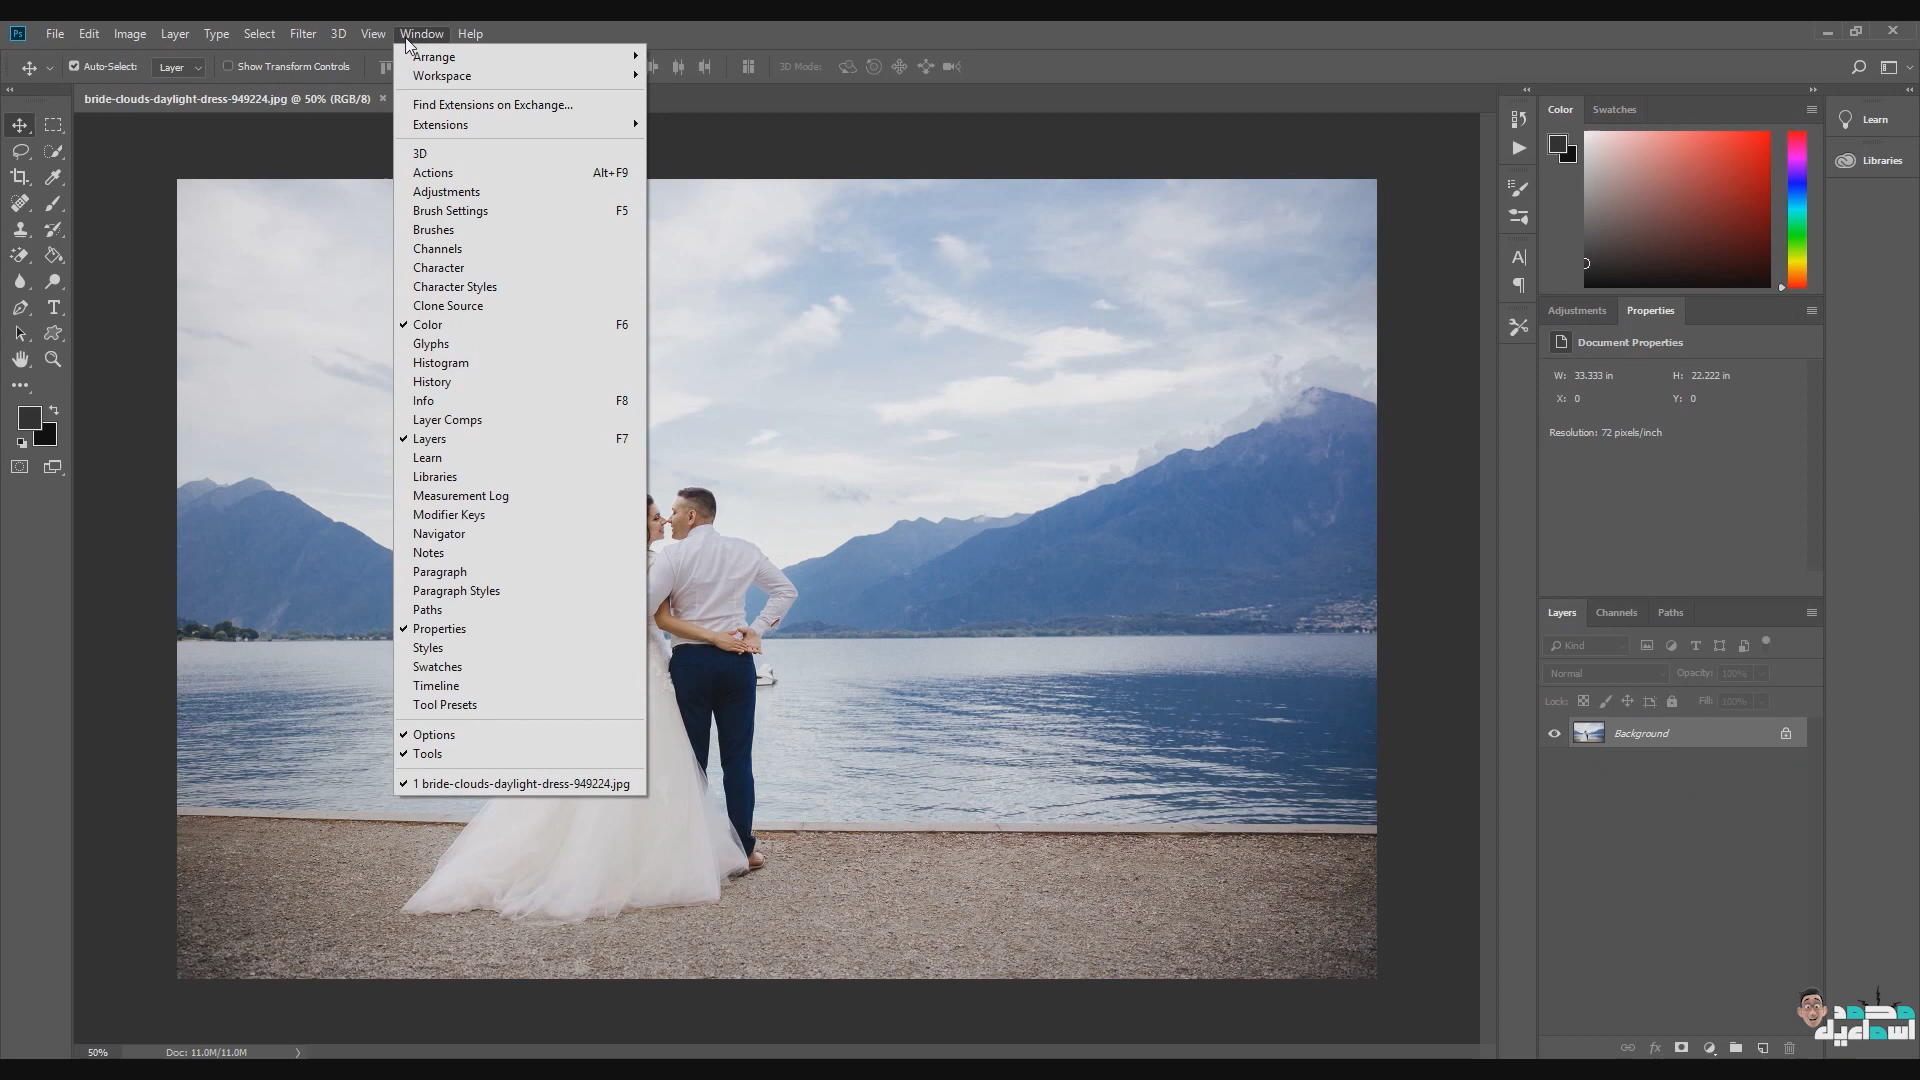 Ps File Edit Image Layer Type Select Filter 3D View Window Help
Auto-Select: Layer Show Transform Controls 3D Mode:
bride-clouds-daylight-dress-949224.jpg @ 50% (RGB/8)
Arrange
Workspace
Find Extensions on Exchange...
Extensions
3D
Actions Alt+F9
Adjustments
Brush Settings F5
Brushes
Channels
Character
Character Styles
Clone Source
Color F6
Glyphs
Histogram
History
Info F8
Layer Comps
Layers F7
Learn
Libraries
Measurement Log
Modifier Keys
Navigator
Notes
Paragraph
Paragraph Styles
Paths
Properties
Styles
Swatches
Timeline
Tool Presets
Options
Tools
1 bride-clouds-daylight-dress-949224.jpg
Color Swatches
Learn
Libraries
Adjustments Properties
Document Properties
W: 33.333 in H: 22.222 in
X: 0 Y: 0
Resolution: 72 pixels/inch
Layers Channels Paths
Kind
Normal Opacity: 100%
Lock: Fill: 100%
Background
محمد
اسماعيل
50% Doc: 11.0M/11.0M